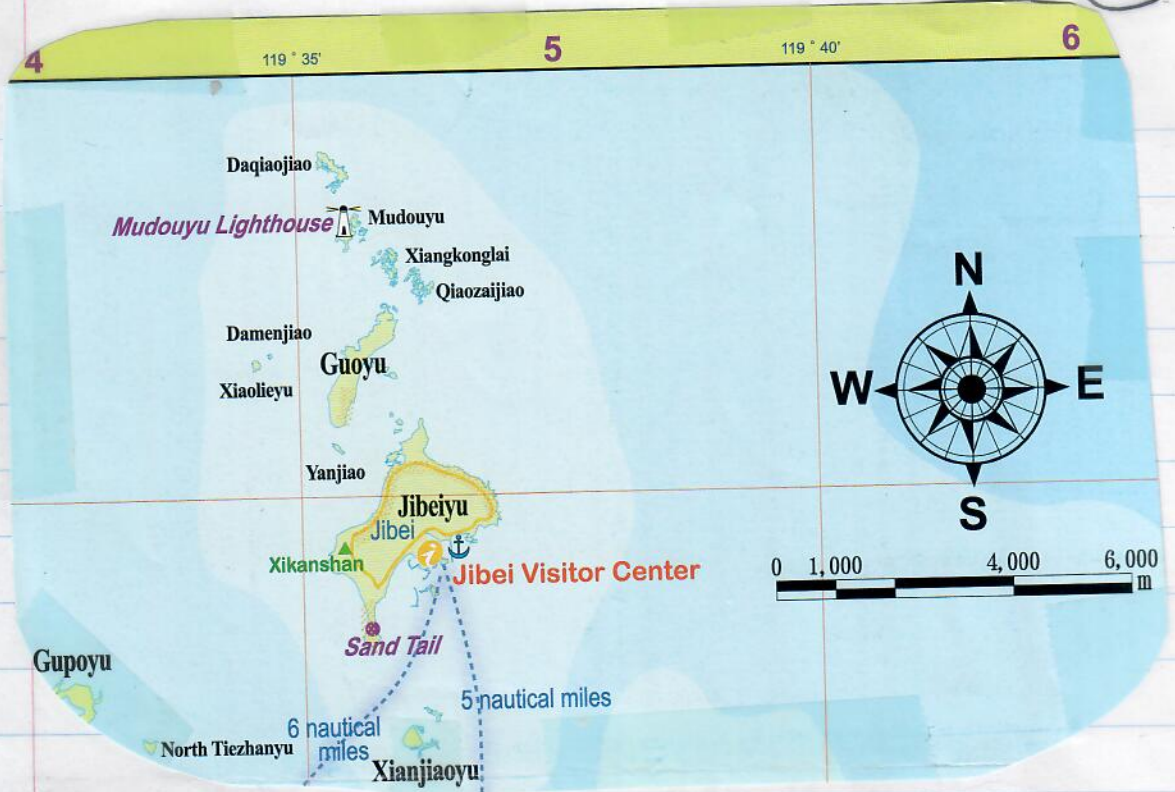 4
119° 35'
5
119° 40'
6
Daqiaojiao
Mudouyu Lighthouse
Mudouyu
Xiangkonglai
Qiaozaijiao
Damenjiao
Guoyu
Xiaolieyu
Yanjiao
Jibeiyu
Jibei
Xikanshan
i
Jibei Visitor Center
Sand Tail
Gupoyu
5 nautical miles
6 nautical
miles
North Tiezhanyu
Xianjiaoyu
N
W
E
S
0 1,000 4,000 6,000
m